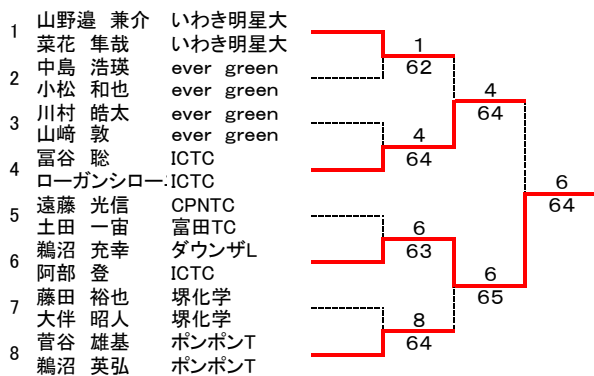 1 山野邉 兼介 いわき明星大
菜花 隼哉 いわき明星大
2 中島 浩瑛 ever green
小松 和也 ever green
3 川村 皓太 ever green
山﨑 敦 ever green
4 冨谷 聡 ICTC
ローガンシロー ICTC
5 遠藤 光信 CPNTC
土田 一宙 富田TC
6 鵜沼 充幸 ダウンザL
阿部 登 ICTC
7 藤田 裕也 堺化学
大伴 昭人 堺化学
8 菅谷 雄基 ポンポンT
鵜沼 英弘 ポンポンT
1
62
4
64
6
63
8
64
4
64
6
65
6
64